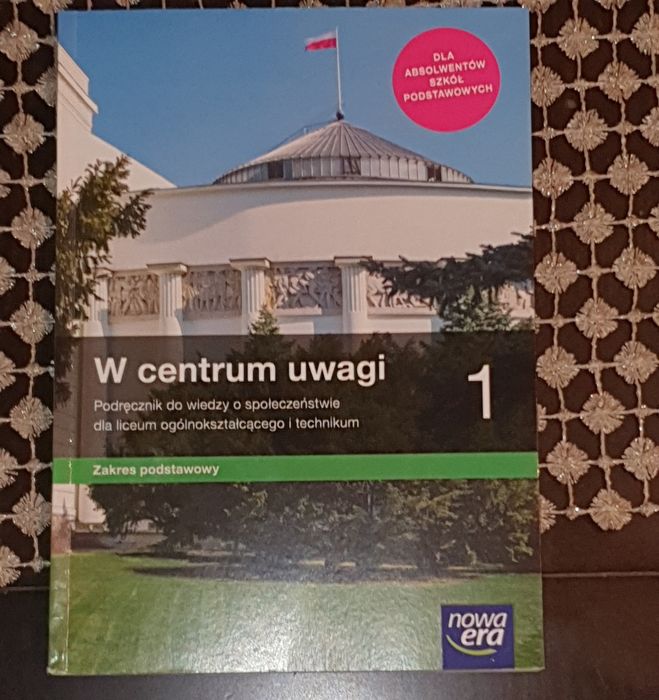 DLA
ABSOLWENTÓW
SZKÓŁ
PODSTAWOWYCH
W centrum uwagi
1
Podręcznik do wiedzy o społeczeństwie
dla liceum ogólnokształcącego i technikum
Zakres podstawowy
nowa
era